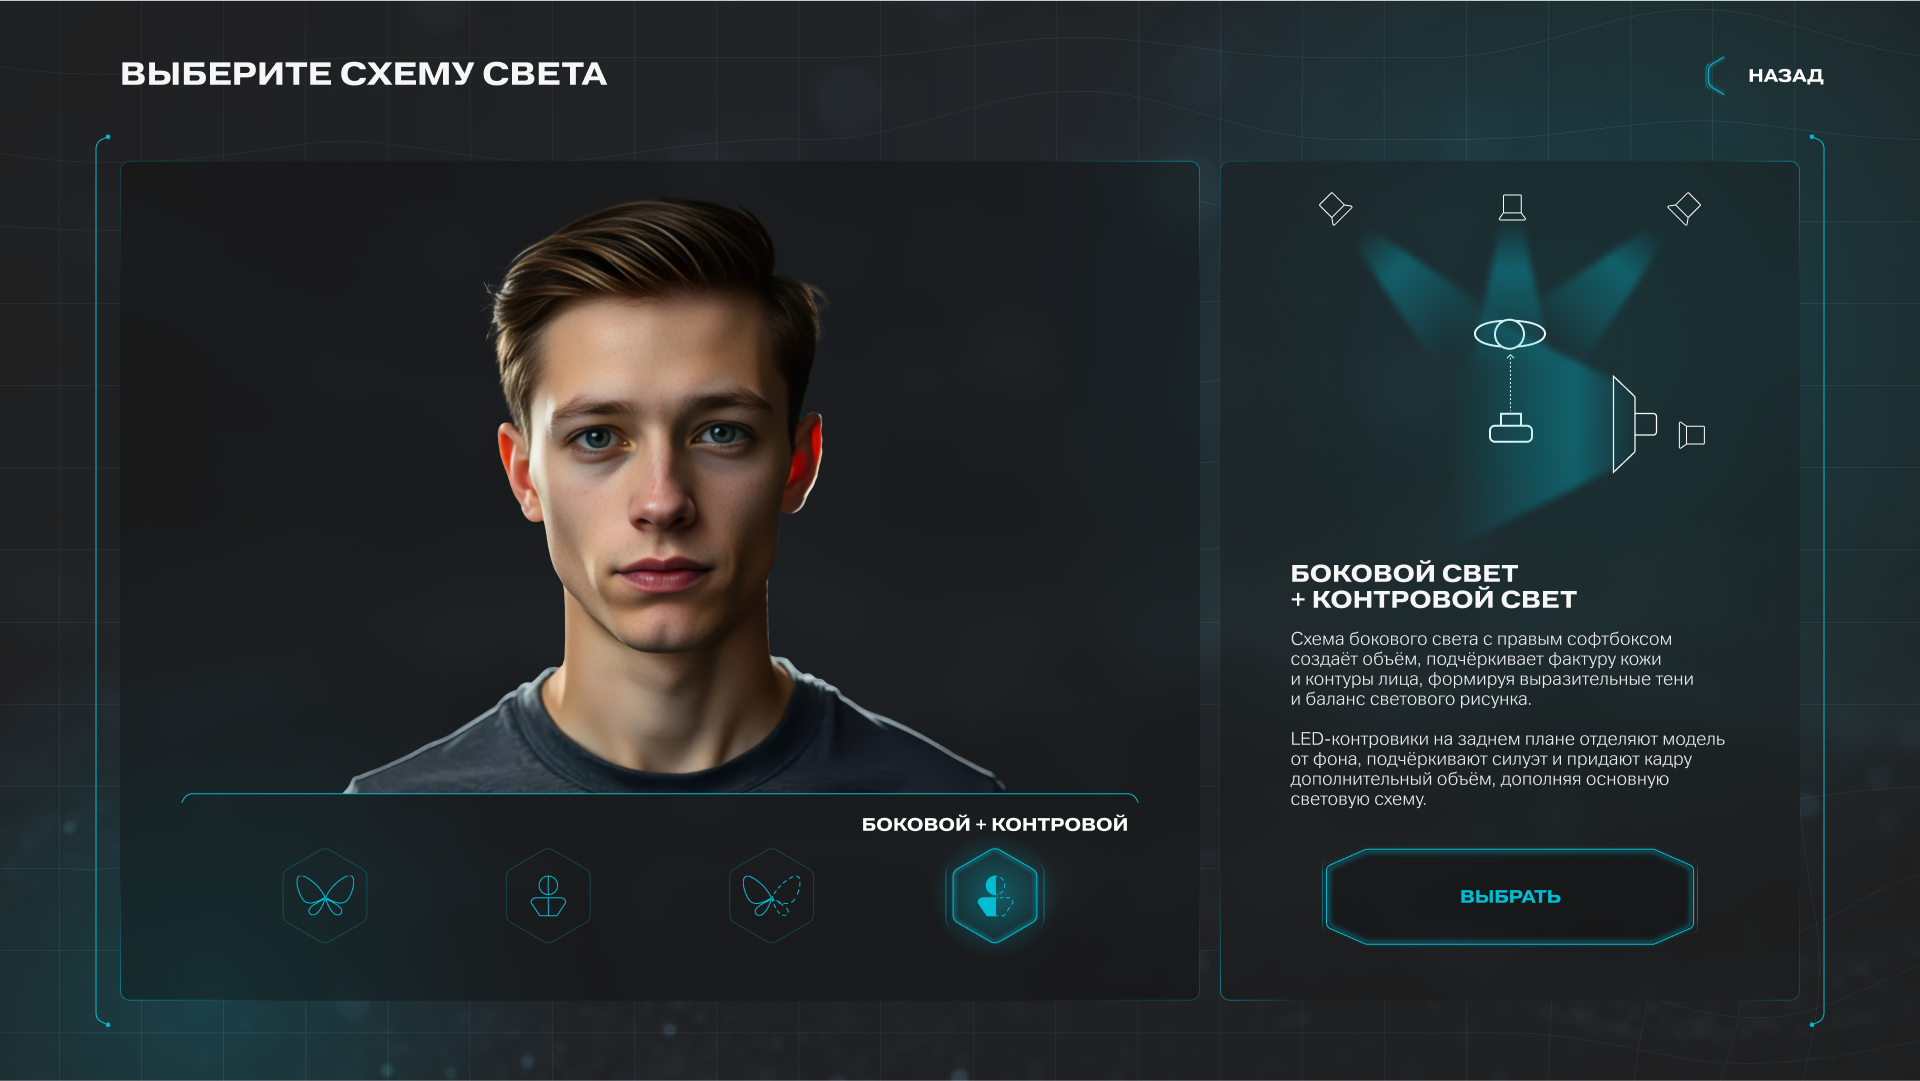 ВЫБЕРИТЕ СХЕМУ СВЕТА
НАЗАД
БОКОВОЙ + КОНТРОВОЙ
БОКОВОЙ СВЕТ
+ КОНТРОВОЙ СВЕТ
Схема бокового света с правым софтбоксом
создаёт объём, подчёркивает фактуру кожи
и контуры лица, формируя выразительные тени
и баланс светового рисунка.
LED-контровики на заднем плане отделяют модель
от фона, подчёркивают силуэт и придают кадру
дополнительный объём, дополняя основную
световую схему.
ВЫБРАТЬ